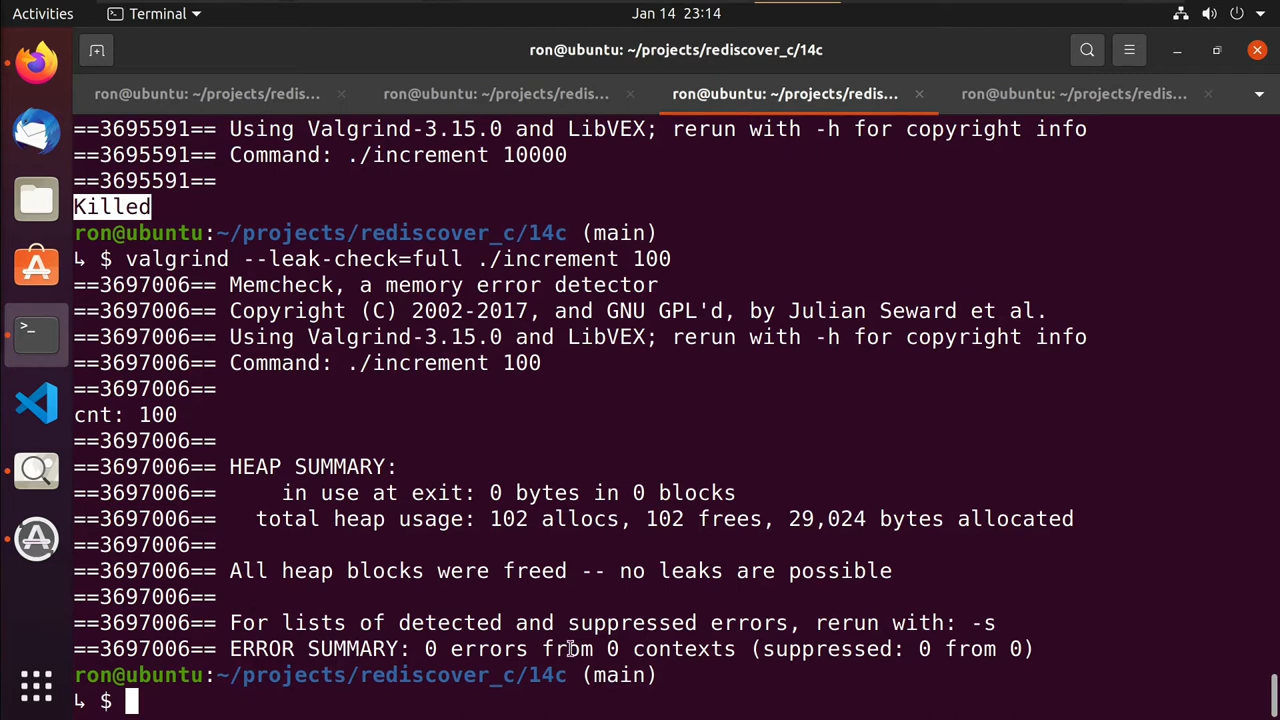 Activities
Terminal
Jan 14 23:14
ron@ubuntu: ~/projects/rediscover_c/14c
ron@ubuntu: ~/projects/redis...
ron@ubuntu: ~/projects/redis...
ron@ubuntu: ~/projects/redis...
ron@ubuntu: ~/projects/redis...
==3695591== Using Valgrind-3.15.0 and LibVEX; rerun with -h for copyright info
==3695591== Command: ./increment 10000
==3695591==
Killed
ron@ubuntu:~/projects/rediscover_c/14c (main)
↳ $ valgrind --leak-check=full ./increment 100
==3697006== Memcheck, a memory error detector
==3697006== Copyright (C) 2002-2017, and GNU GPL'd, by Julian Seward et al.
==3697006== Using Valgrind-3.15.0 and LibVEX; rerun with -h for copyright info
==3697006== Command: ./increment 100
==3697006==
cnt: 100
==3697006==
==3697006== HEAP SUMMARY:
==3697006==     in use at exit: 0 bytes in 0 blocks
==3697006==   total heap usage: 102 allocs, 102 frees, 29,024 bytes allocated
==3697006==
==3697006== All heap blocks were freed -- no leaks are possible
==3697006==
==3697006== For lists of detected and suppressed errors, rerun with: -s
==3697006== ERROR SUMMARY: 0 errors from 0 contexts (suppressed: 0 from 0)
ron@ubuntu:~/projects/rediscover_c/14c (main)
↳ $